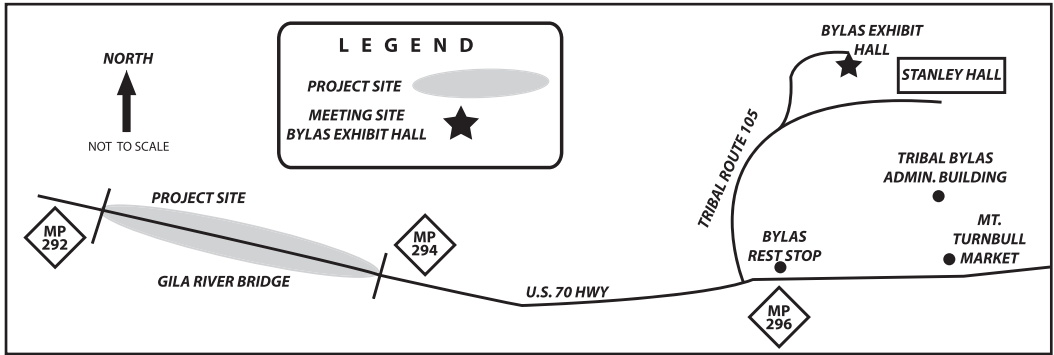 NORTH
NOT TO SCALE
LEGEND
PROJECT SITE
MEETING SITE
BYLAS EXHIBIT HALL
BYLAS EXHIBIT
HALL
STANLEY HALL
TRIBAL ROUTE 105
TRIBAL BYLAS
ADMIN. BUILDING
MT.
TURNBULL
MARKET
BYLAS
REST STOP
PROJECT SITE
MP
292
MP
294
GILA RIVER BRIDGE
U.S. 70 HWY
MP
296